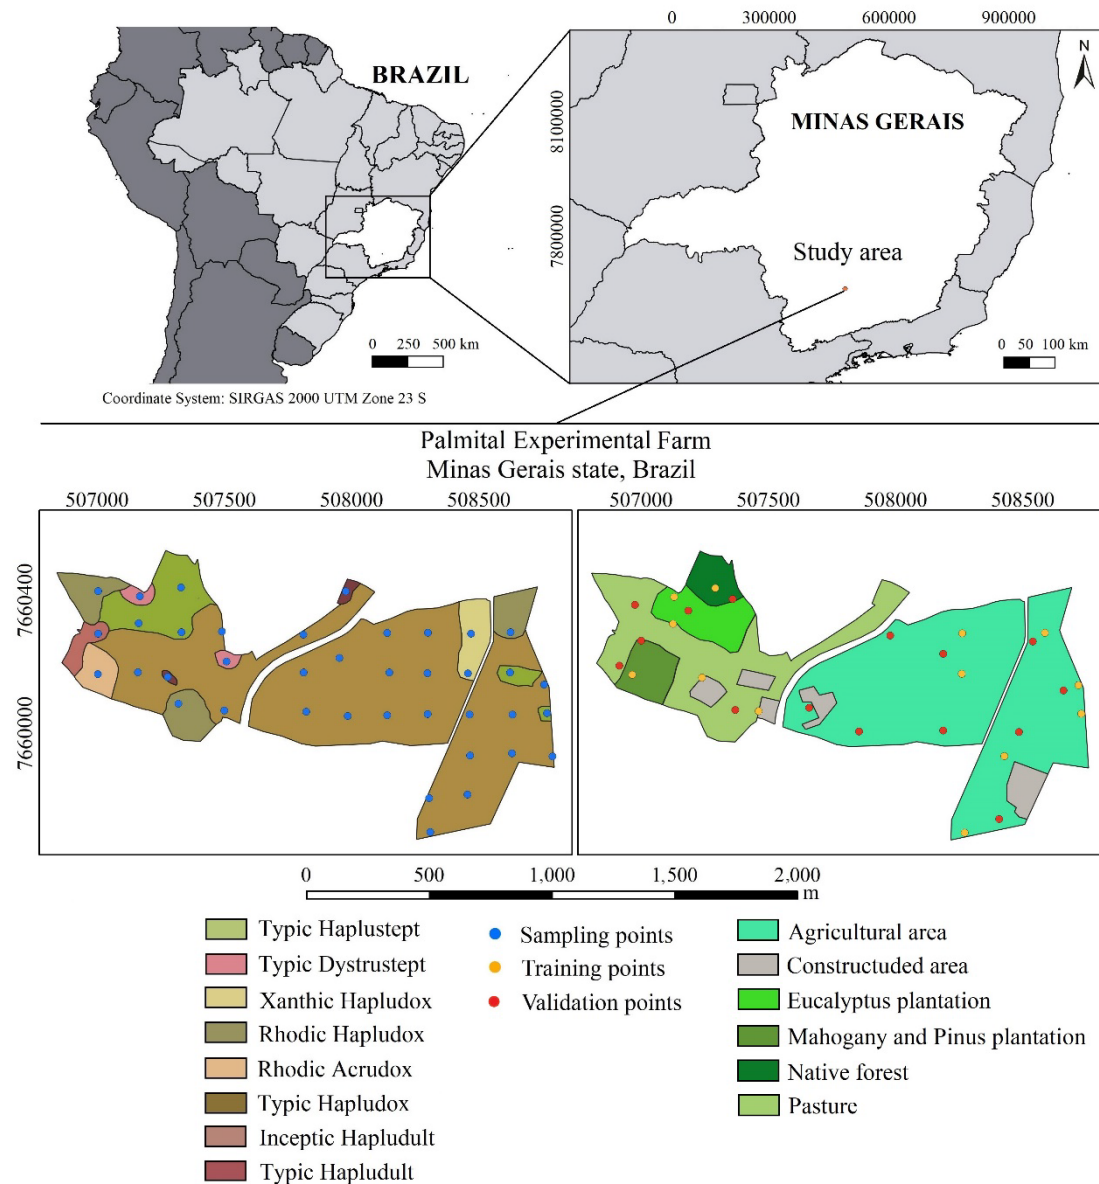 0 300000 600000 900000
BRAZIL
N
MINAS GERAIS
8100000
7800000
Study area
0 250 500 km
0 50 100 km
Coordinate System: SIRGAS 2000 UTM Zone 23 S
Palmital Experimental Farm
Minas Gerais state, Brazil
507000 507500 508000 508500
507000 507500 508000 508500
7660400
7660000
0 500 1,000 1,500 2,000
m
Typic Haplustept
Typic Dystrustept
Xanthic Hapludox
Rhodic Hapludox
Rhodic Acrudox
Typic Hapludox
Inceptic Hapludult
Typic Hapludult
Sampling points
Training points
Validation points
Agricultural area
Constructuded area
Eucalyptus plantation
Mahogany and Pinus plantation
Native forest
Pasture